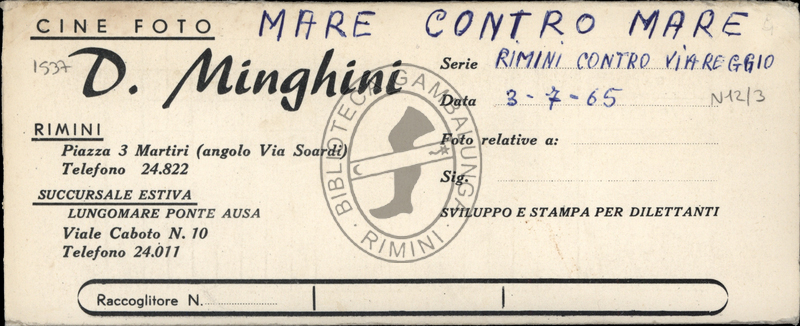 CINE FOTO
MARE CONTRO MARE
4
1537
D. Minghini
Serie RIMINI CONTRO VIAREGGIO
Data 3-7-65
N12/3
RIMINI
Piazza 3 Martiri (angolo Via Soardi)
Telefono 24.822
Foto relative a:
Sig.
SUCCURSALE ESTIVA
LUNGOMARE PONTE AUSA
Viale Caboto N. 10
Telefono 24.011
SVILUPPO E STAMPA PER DILETTANTI
BIBLIOTECA GAMBALUNGA
· RIMINI ·
Raccoglitore N.